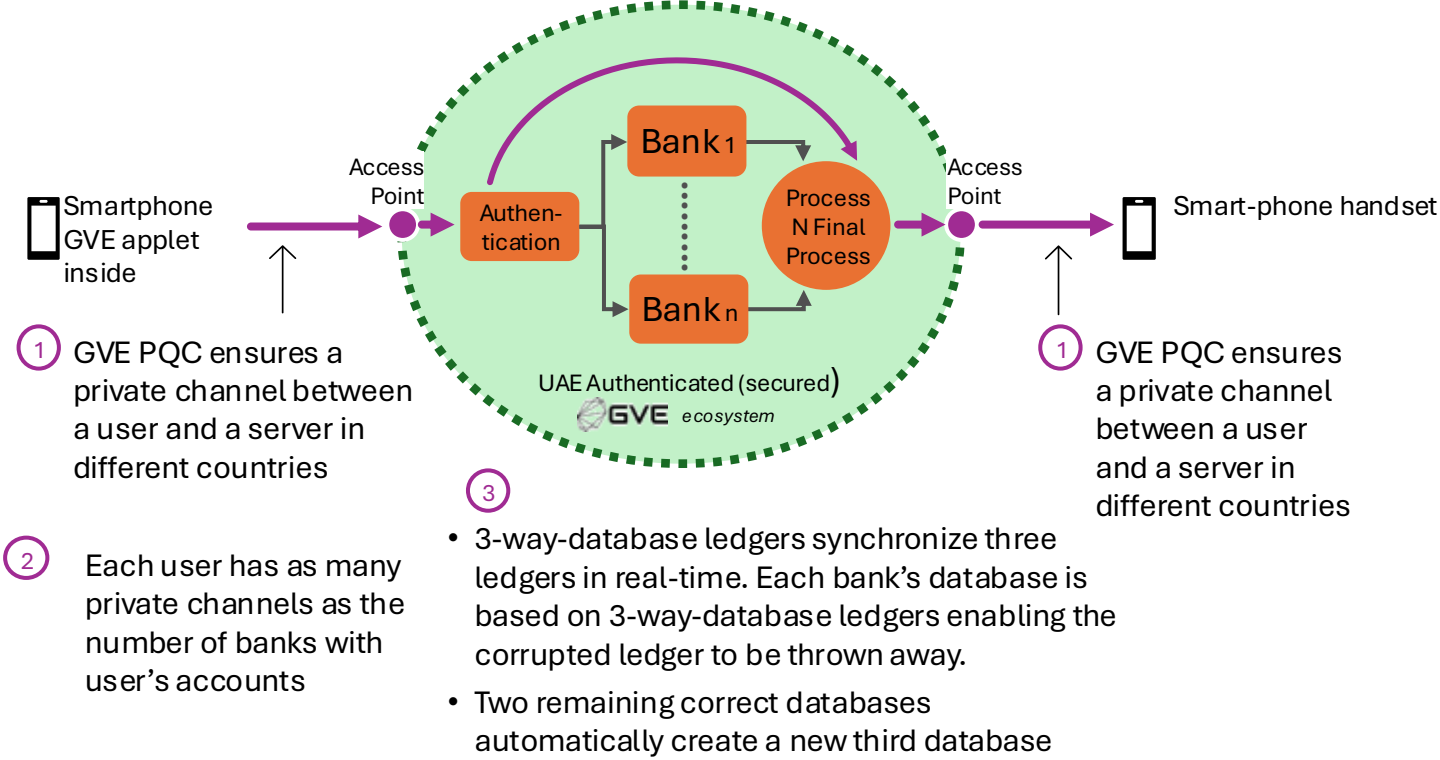 Access
Point
Smartphone
GVE applet
inside
Authen-
tication
Bank 1
Bank n
Process
N Final
Process
Access
Point
Smart-phone handset
UAE Authenticated (secured)
GVE ecosystem
1
GVE PQC ensures a
private channel between
a user and a server in
different countries
1
GVE PQC ensures
a private channel
between a user
and a server in
different countries
2
Each user has as many
private channels as the
number of banks with
user's accounts
3
• 3-way-database ledgers synchronize three
ledgers in real-time. Each bank's database is
based on 3-way-database ledgers enabling the
corrupted ledger to be thrown away.
• Two remaining correct databases
automatically create a new third database